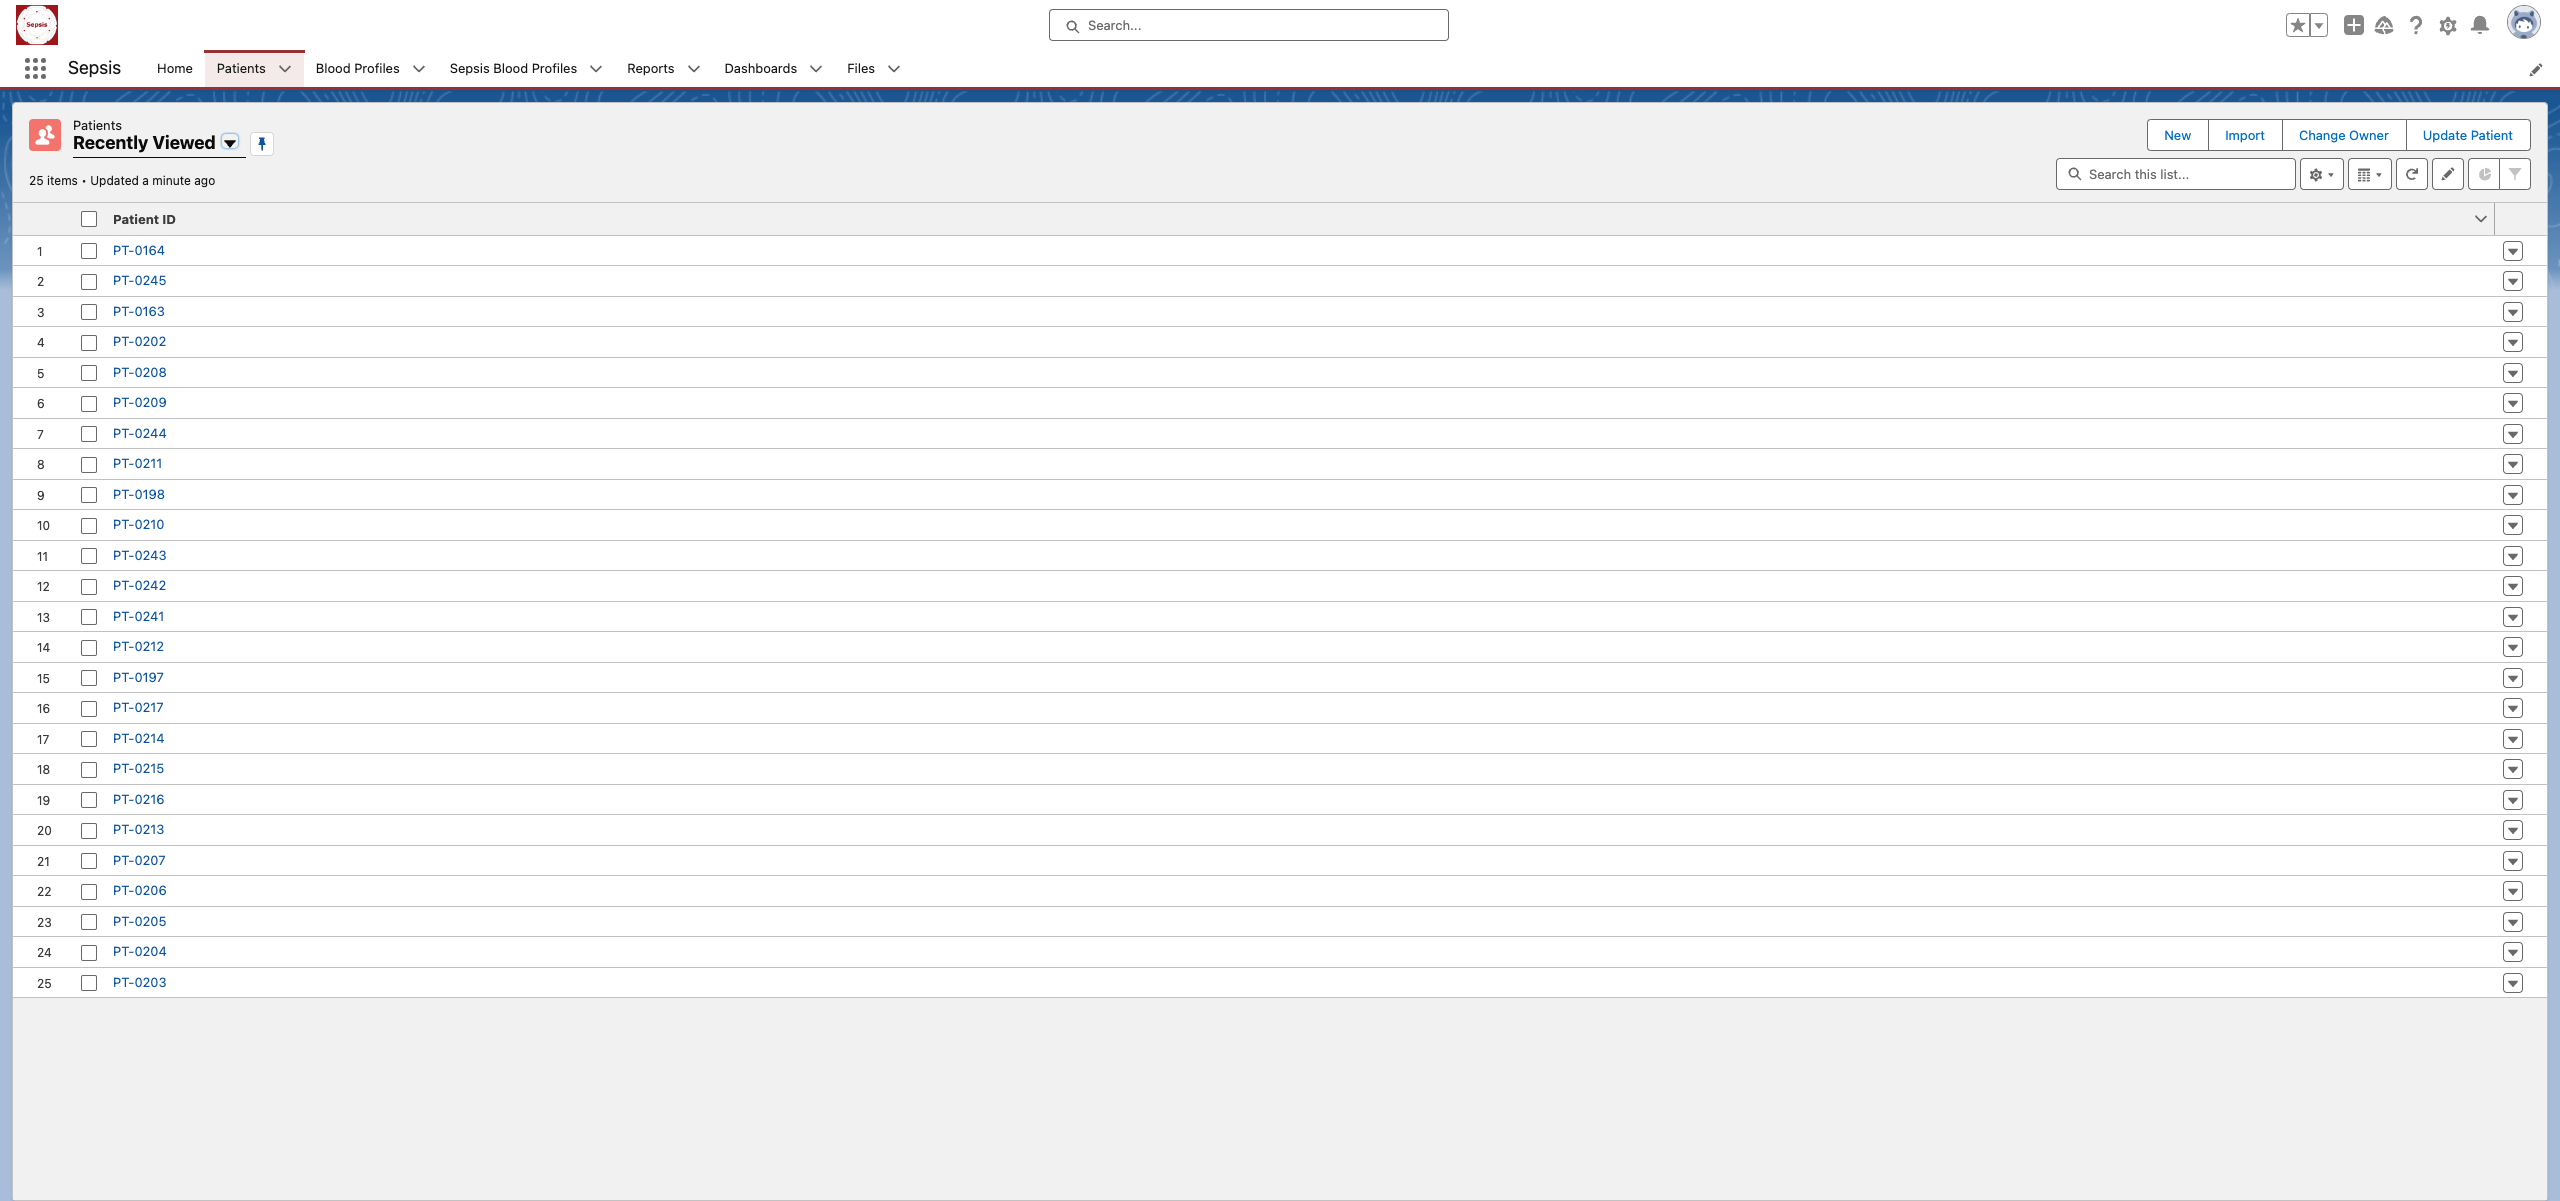 Sepsis
Search...
Sepsis
Home
Patients
Blood Profiles
Sepsis Blood Profiles
Reports
Dashboards
Files
Patients
Recently Viewed
New
Import
Change Owner
Update Patient
25 items • Updated a minute ago
Search this list...
Patient ID
1 PT-0164
2 PT-0245
3 PT-0163
4 PT-0202
5 PT-0208
6 PT-0209
7 PT-0244
8 PT-0211
9 PT-0198
10 PT-0210
11 PT-0243
12 PT-0242
13 PT-0241
14 PT-0212
15 PT-0197
16 PT-0217
17 PT-0214
18 PT-0215
19 PT-0216
20 PT-0213
21 PT-0207
22 PT-0206
23 PT-0205
24 PT-0204
25 PT-0203